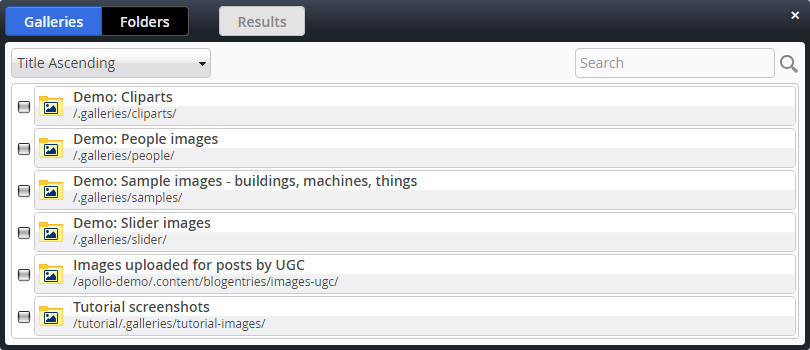 Galleries Folders Results
Title Ascending Search
Demo: Cliparts
/.galleries/cliparts/
Demo: People images
/.galleries/people/
Demo: Sample images - buildings, machines, things
/.galleries/samples/
Demo: Slider images
/.galleries/slider/
Images uploaded for posts by UGC
/apollo-demo/.content/blogentries/images-ugc/
Tutorial screenshots
/tutorial/.galleries/tutorial-images/